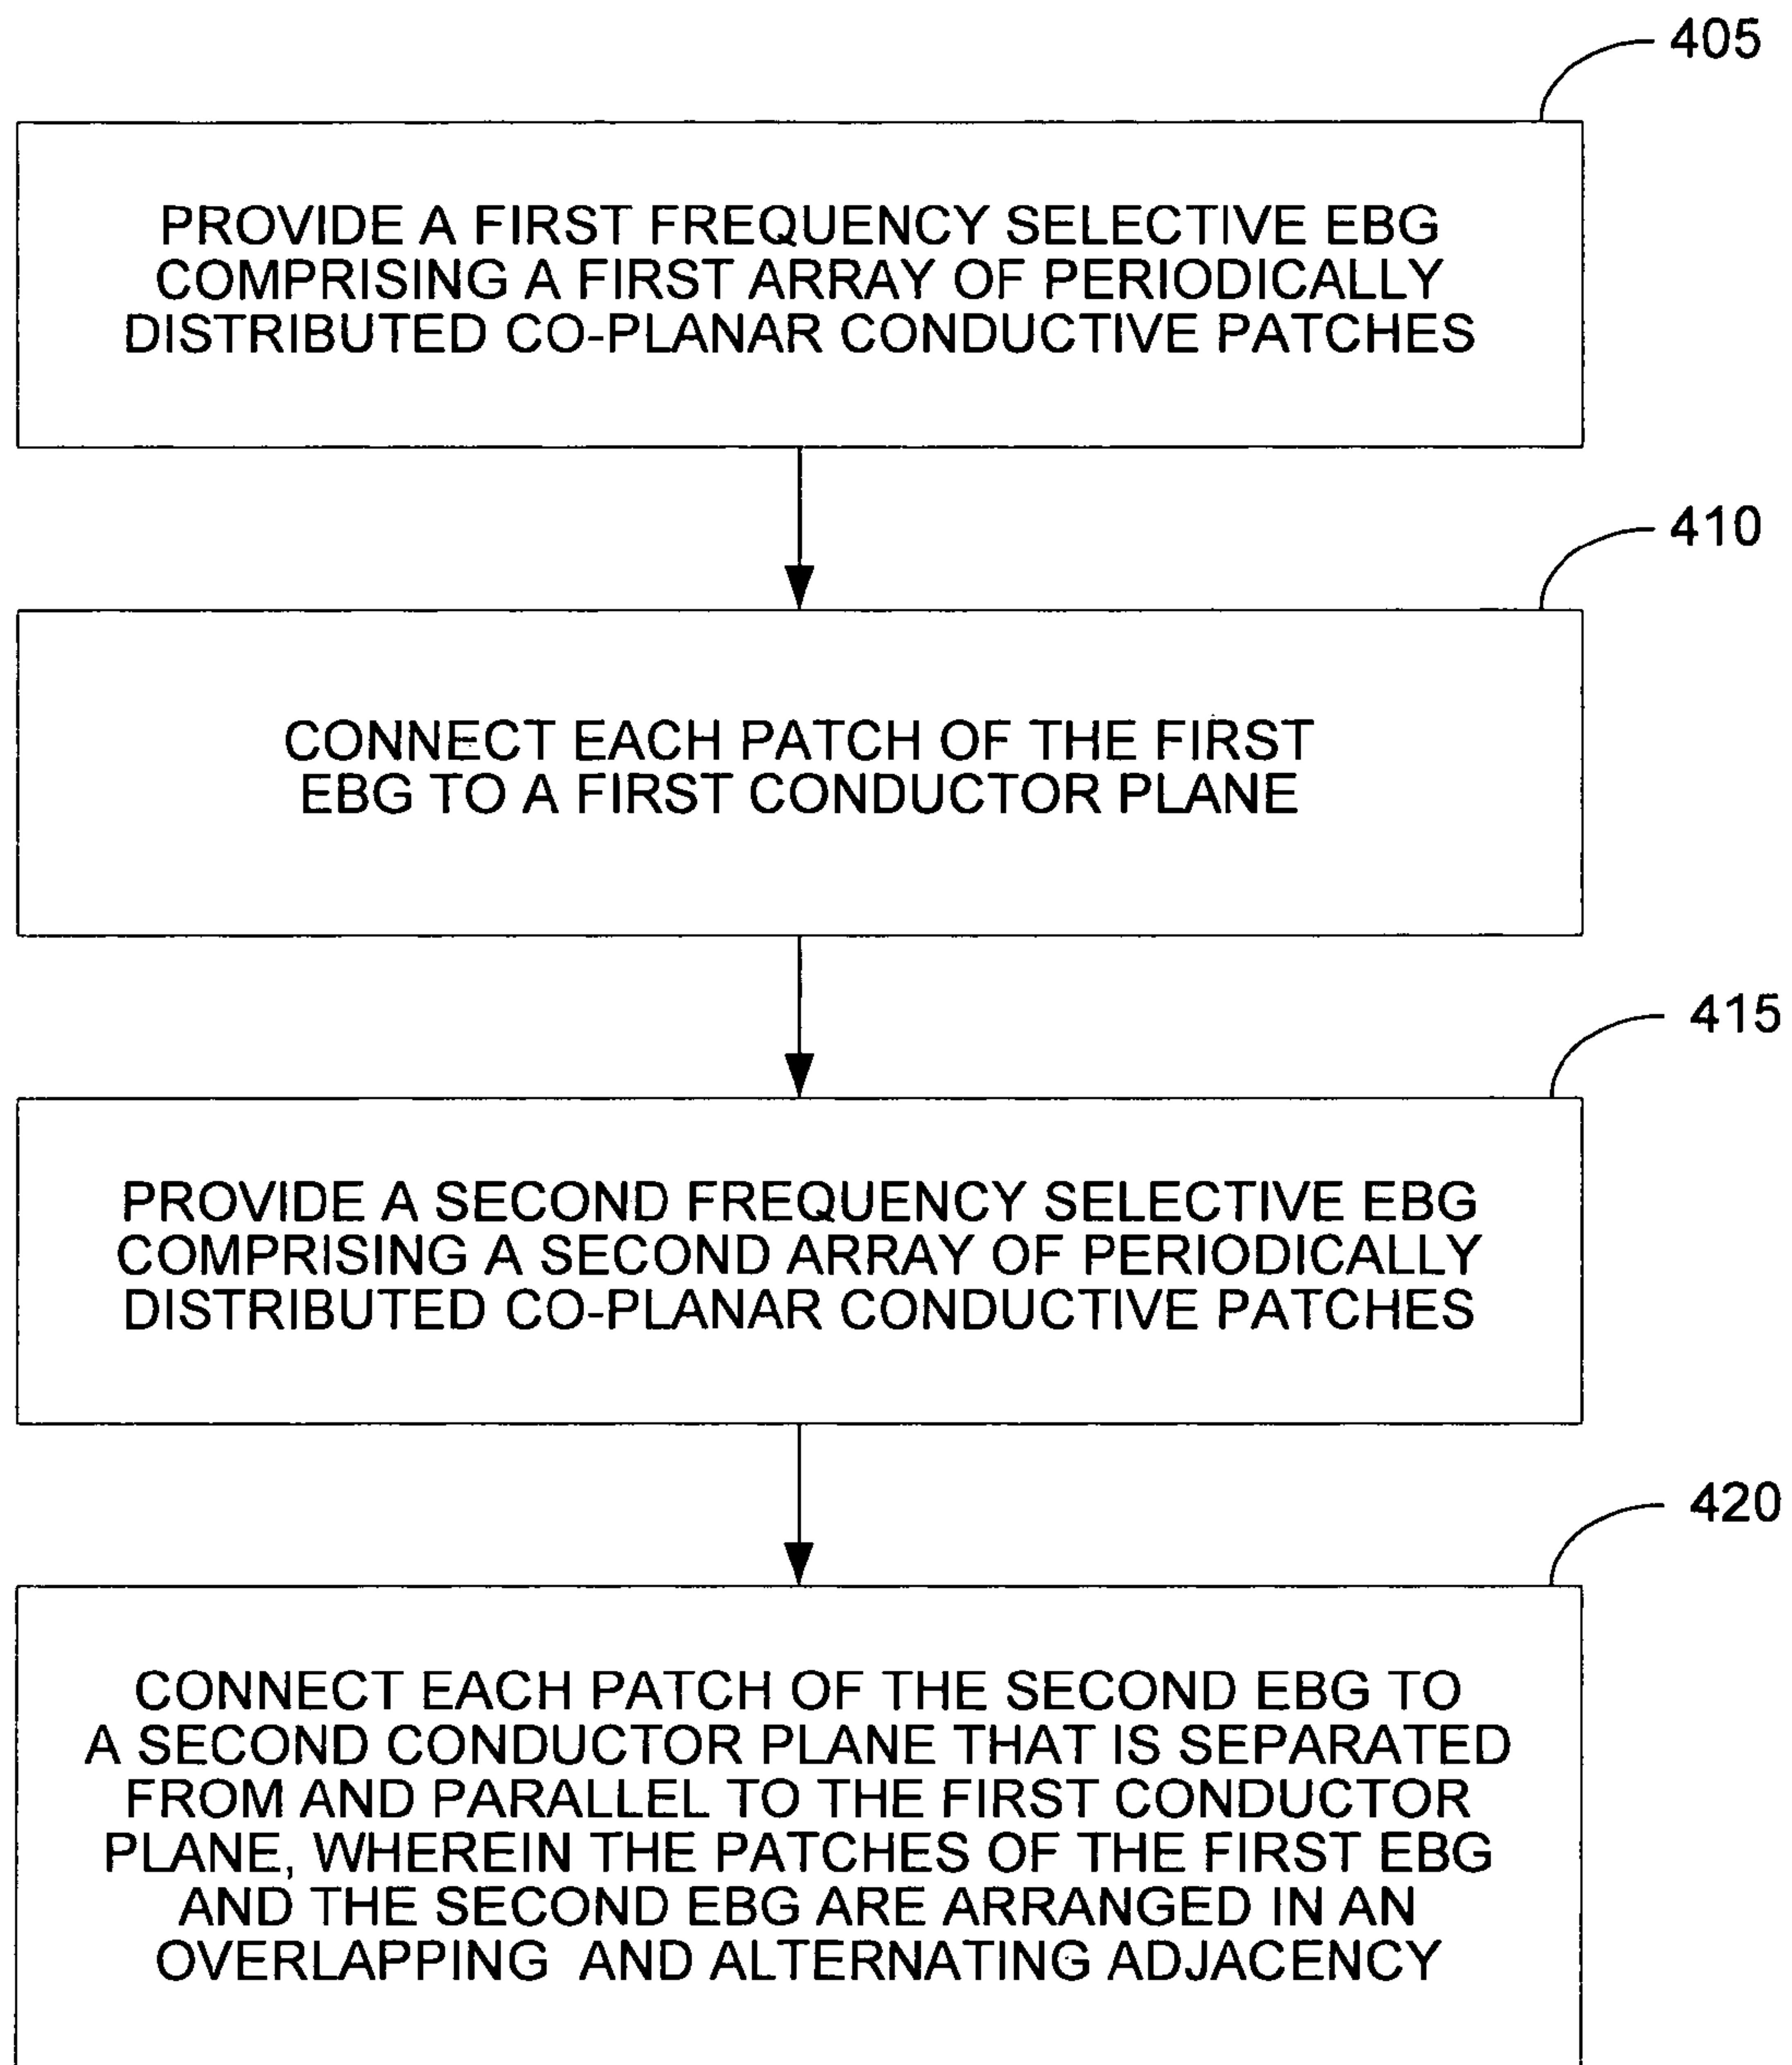 405
PROVIDE A FIRST FREQUENCY SELECTIVE EBG
COMPRISING A FIRST ARRAY OF PERIODICALLY
DISTRIBUTED CO-PLANAR CONDUCTIVE PATCHES
410
CONNECT EACH PATCH OF THE FIRST
EBG TO A FIRST CONDUCTOR PLANE
415
PROVIDE A SECOND FREQUENCY SELECTIVE EBG
COMPRISING A SECOND ARRAY OF PERIODICALLY
DISTRIBUTED CO-PLANAR CONDUCTIVE PATCHES
420
CONNECT EACH PATCH OF THE SECOND EBG TO
A SECOND CONDUCTOR PLANE THAT IS SEPARATED
FROM AND PARALLEL TO THE FIRST CONDUCTOR
PLANE, WHEREIN THE PATCHES OF THE FIRST EBG
AND THE SECOND EBG ARE ARRANGED IN AN
OVERLAPPING AND ALTERNATING ADJACENCY